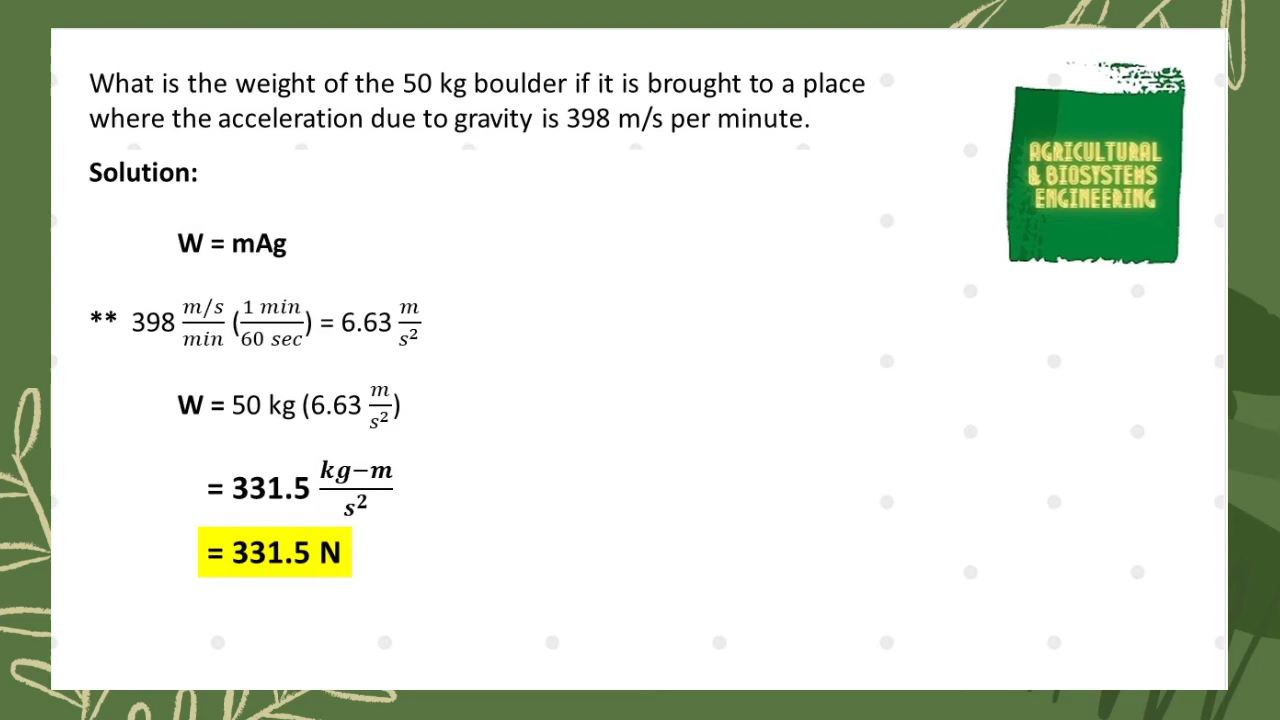 What is the weight of the 50 kg boulder if it is brought to a place
where the acceleration due to gravity is 398 m/s per minute.
AGRICULTURAL
& BIOSYSTEMS
ENGINEERING
Solution:
W = mAg
** 398 m/s / min (1 min / 60 sec) = 6.63 m / s²
W = 50 kg (6.63 m / s²)
= 331.5 kg−m / s²
= 331.5 N